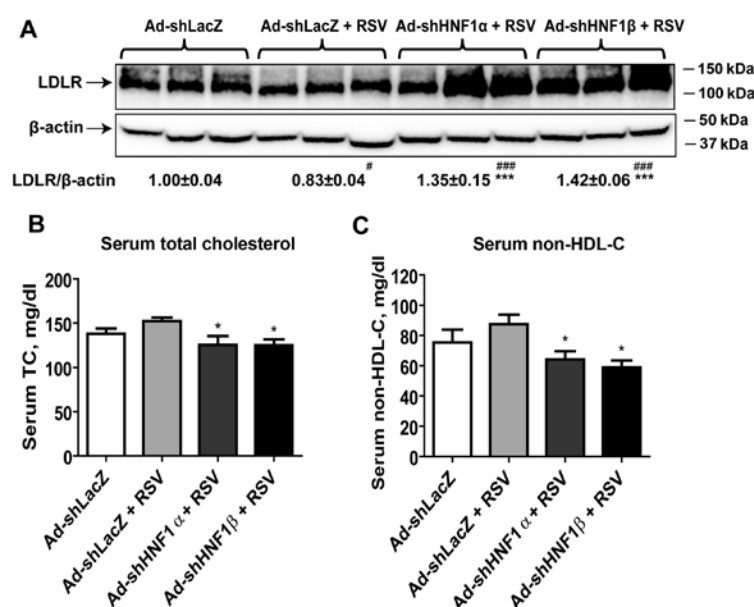 A
Ad-shLacZ
Ad-shLacZ + RSV
Ad-shHNF1α + RSV
Ad-shHNF1β + RSV
LDLR
150 kDa
100 kDa
β-actin
50 kDa
37 kDa
LDLR/β-actin 1.00±0.04 0.83±0.04 # 1.35±0.15 ### *** 1.42±0.06 ### ***
B
Serum total cholesterol
Serum TC, mg/dl
200
150
100
50
0
* *
Ad-shLacZ
Ad-shLacZ + RSV
Ad-shHNF1 α + RSV
Ad-shHNF1β + RSV
C
Serum non-HDL-C
Serum non-HDL-C, mg/dl
120
100
80
60
40
20
0
* *
Ad-shLacZ
Ad-shLacZ + RSV
Ad-shHNF1 α + RSV
Ad-shHNF1β + RSV